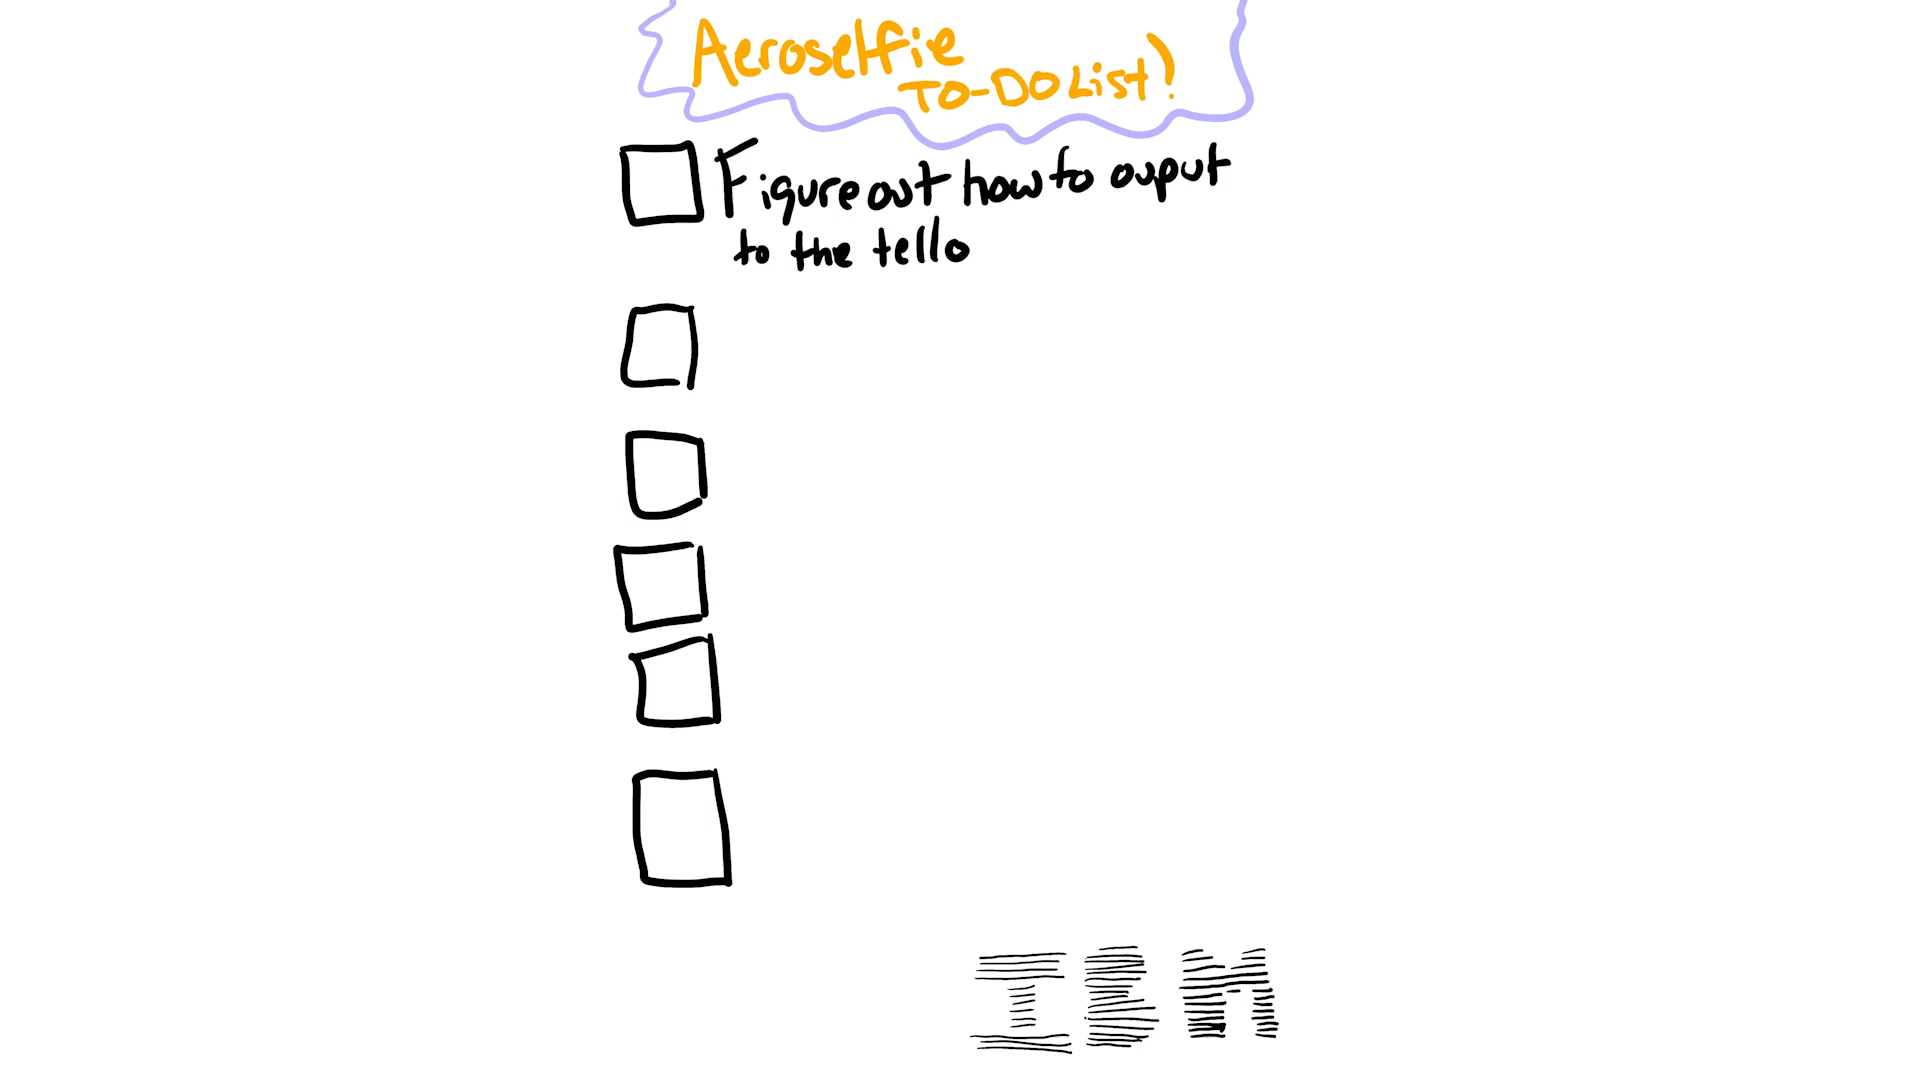 Aeroselfie
TO-DO List!
Figure out how to ouput
to the tello
IBM